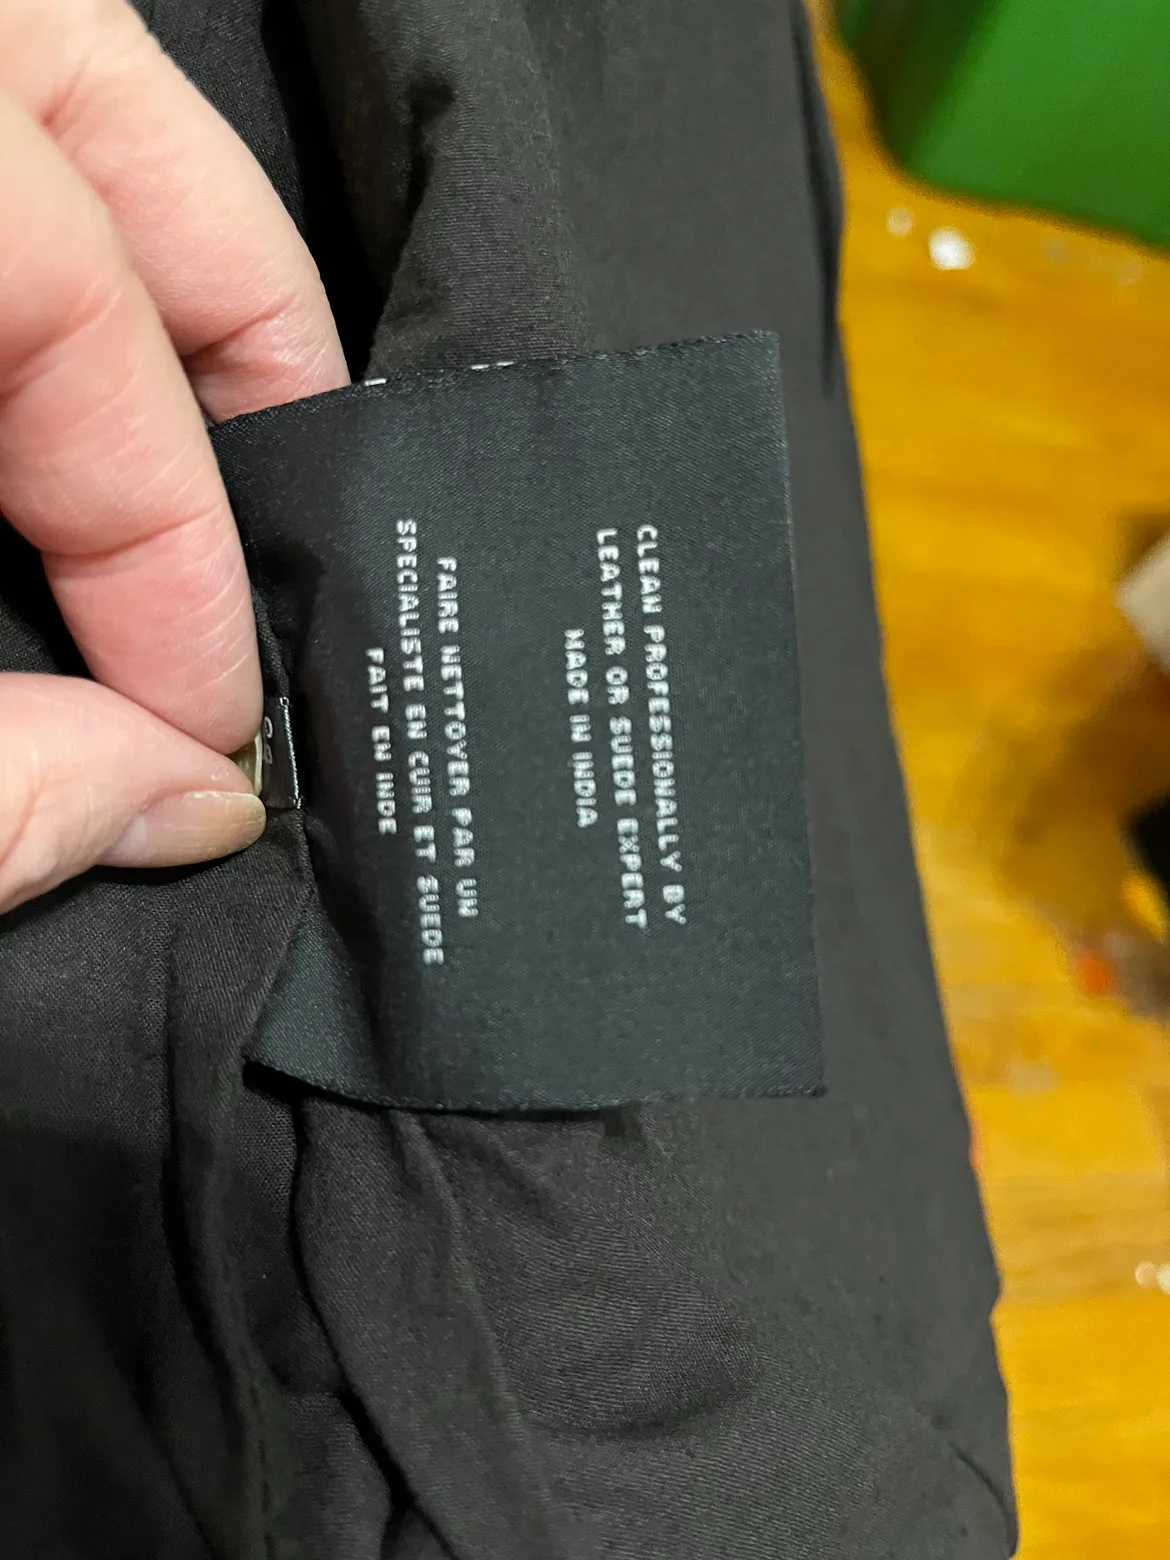 CLEAN PROFESSIONALLY BY
LEATHER OR SUEDE EXPERT
MADE IN INDIA
FAIRE NETTOYER PAR UN
SPECIALISTE EN CUIR ET SUEDE
FAIT EN INDE